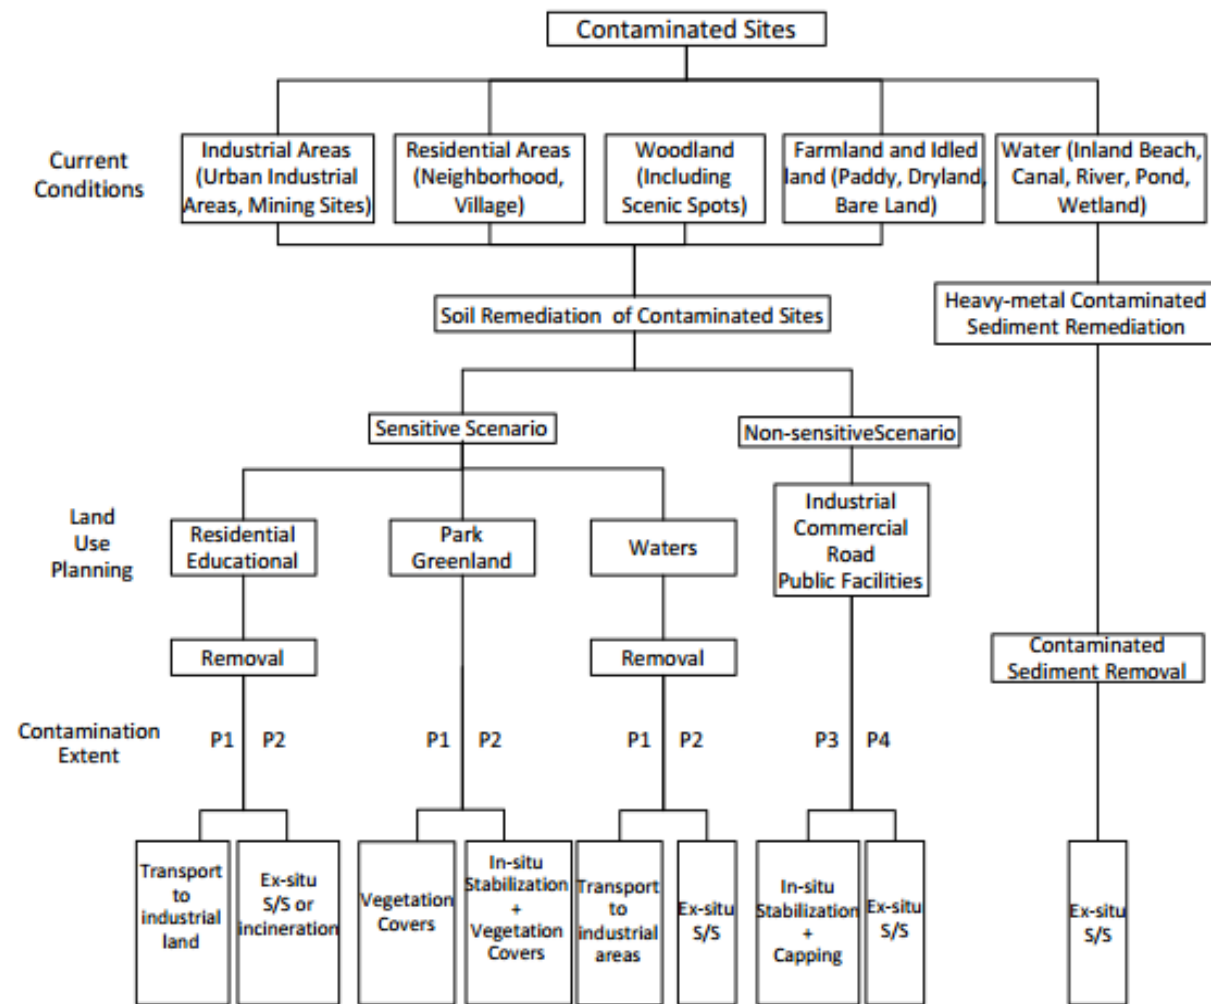 Contaminated Sites
Current
Conditions
Industrial Areas
(Urban Industrial
Areas, Mining Sites)
Residential Areas
(Neighborhood,
Village)
Woodland
(Including
Scenic Spots)
Farmland and Idled
land (Paddy, Dryland,
Bare Land)
Water (Inland Beach,
Canal, River, Pond,
Wetland)
Soil Remediation of Contaminated Sites
Heavy-metal Contaminated
Sediment Remediation
Sensitive Scenario
Non-sensitiveScenario
Land
Use
Planning
Residential
Educational
Park
Greenland
Waters
Industrial
Commercial
Road
Public Facilities
Removal
Removal
Contaminated
Sediment Removal
Contamination
Extent
P1 P2
P1 P2
P1 P2
P3 P4
Transport
to
industrial
land
Ex-situ
S/S or
incineration
Vegetation
Covers
In-situ
Stabilization
+
Vegetation
Covers
Transport
to
industrial
areas
Ex-situ
S/S
In-situ
Stabilization
+
Capping
Ex-situ
S/S
Ex-situ
S/S